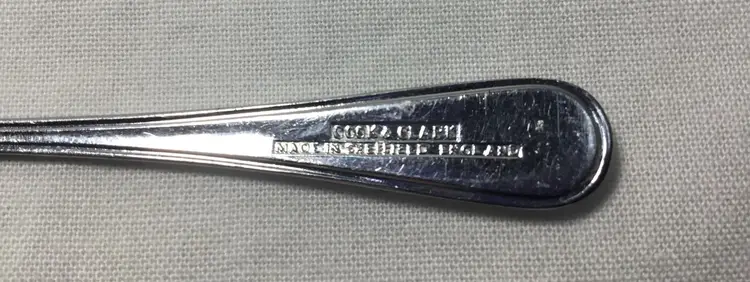 COOK & CLARK
MADE IN SHEFFIELD ENGLAND